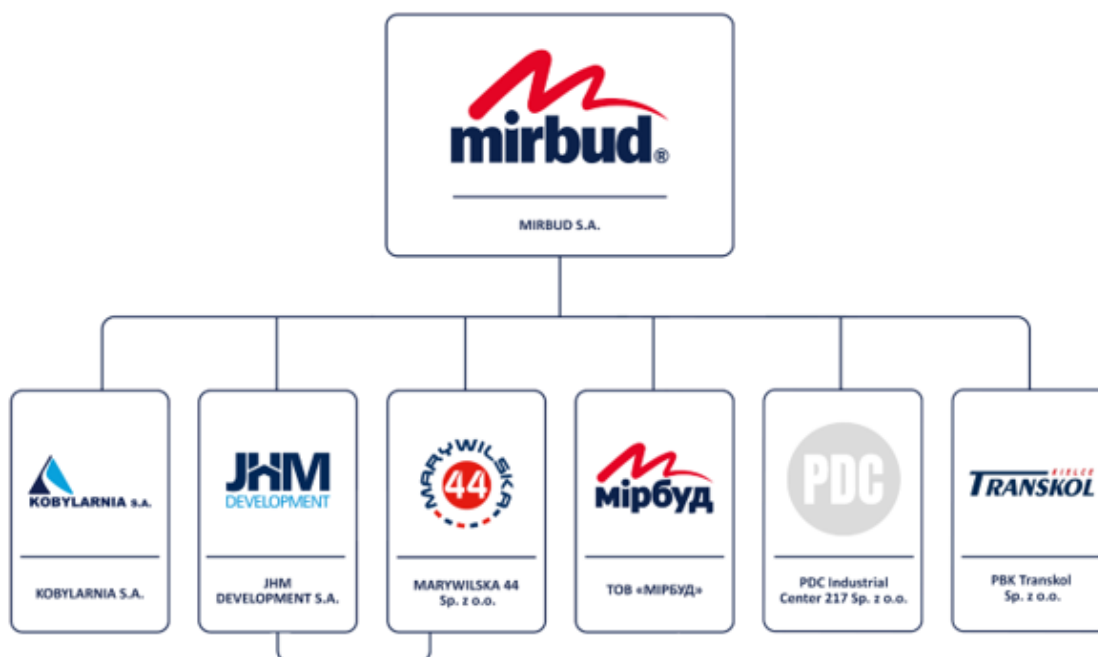 mirbud®
MIRBUD S.A.
KOBYLARNIA S.A.
KOBYLARNIA S.A.
JHM
DEVELOPMENT
JHM
DEVELOPMENT S.A.
MARYWILSKA
44
MARYWILSKA 44
Sp. z o.o.
мірбуд
ТОВ «МІРБУД»
PDC
PDC Industrial
Center 217 Sp. z o.o.
KIELCE
TRANSKOL
PBK Transkol
Sp. z o.o.